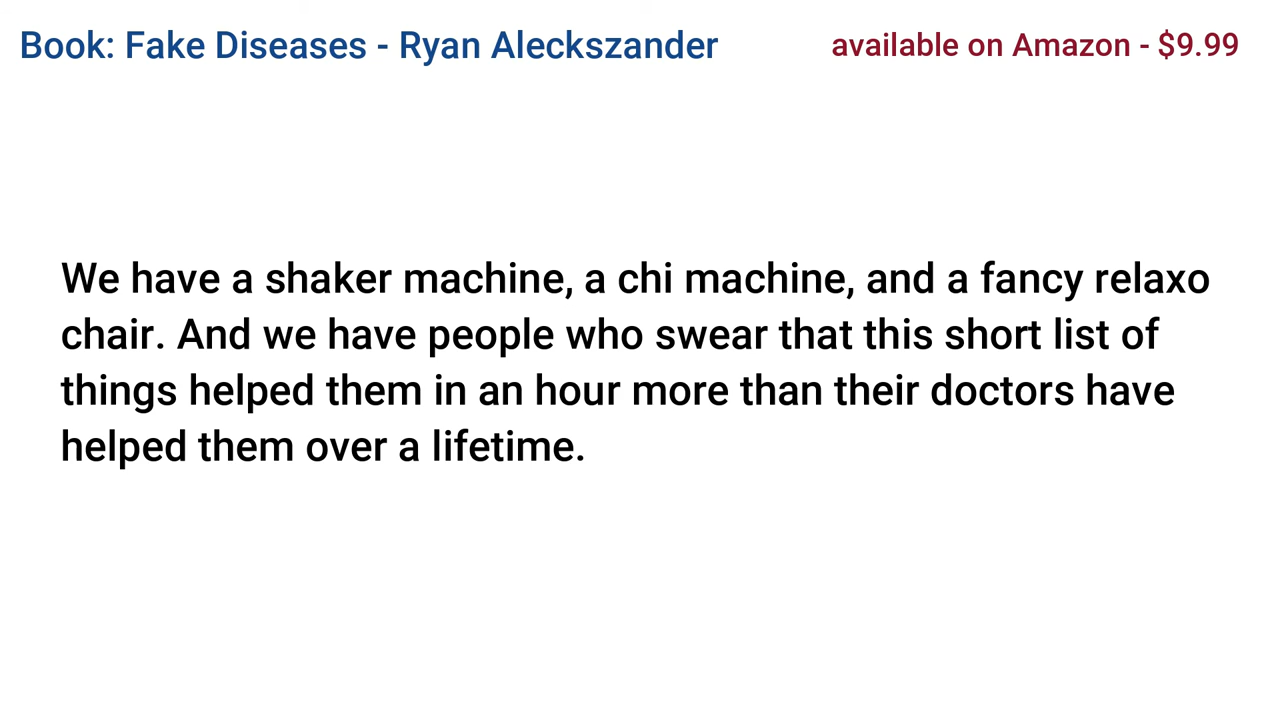 Book: Fake Diseases - Ryan Aleckszander
available on Amazon - $9.99
We have a shaker machine, a chi machine, and a fancy relaxo
chair. And we have people who swear that this short list of
things helped them in an hour more than their doctors have
helped them over a lifetime.